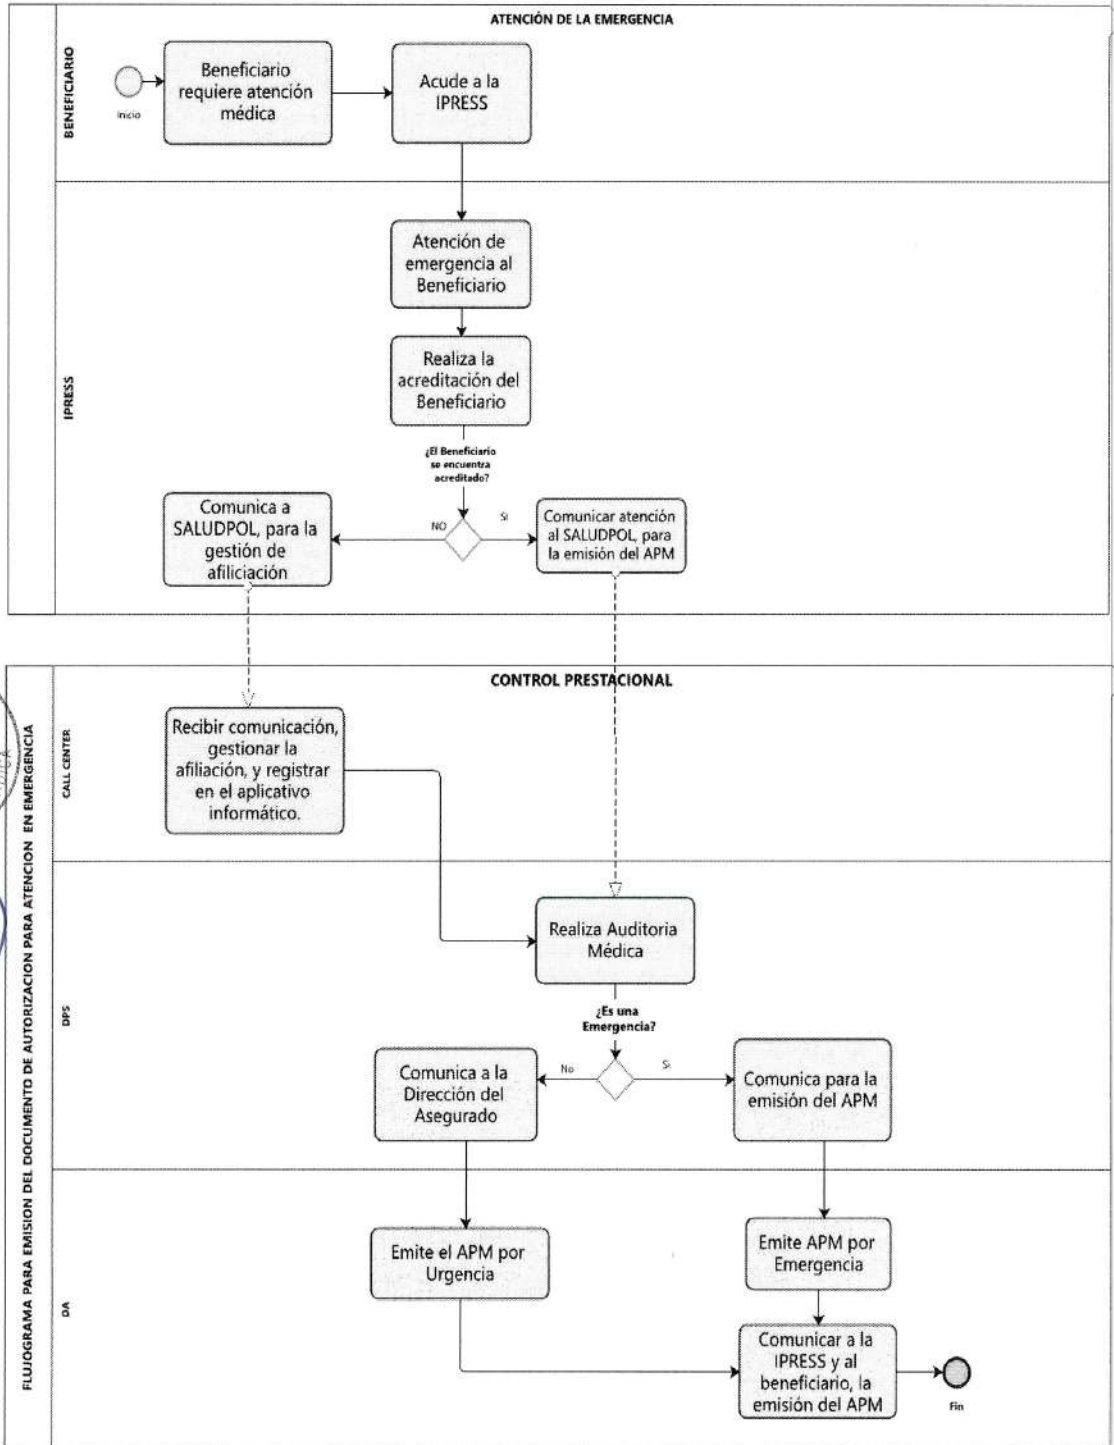 ATENCIÓN DE LA EMERGENCIA
BENEFICIARIO
Inicio
Beneficiario
requiere atención
médica
Acude a la
IPRESS
IPRESS
Atención de
emergencia al
Beneficiario
Realiza la
acreditación del
Beneficiario
¿El Beneficiario
se encuentra
acreditado?
NO
Si
Comunica a
SALUDPOL, para la
gestión de
afiliciación
Comunicar atención
al SALUDPOL, para
la emisión del APM
FLUJOGRAMA PARA EMISION DEL DOCUMENTO DE AUTORIZACION PARA ATENCION EN EMERGENCIA
CONTROL PRESTACIONAL
CALL CENTER
Recibir comunicación,
gestionar la
afiliación, y registrar
en el aplicativo
informático.
DPS
Realiza Auditoria
Médica
¿Es una
Emergencia?
No
Si
Comunica a la
Dirección del
Asegurado
Comunica para la
emisión del APM
DA
Emite el APM por
Urgencia
Emite APM por
Emergencia
Comunicar a la
IPRESS y al
beneficiario, la
emisión del APM
Fin